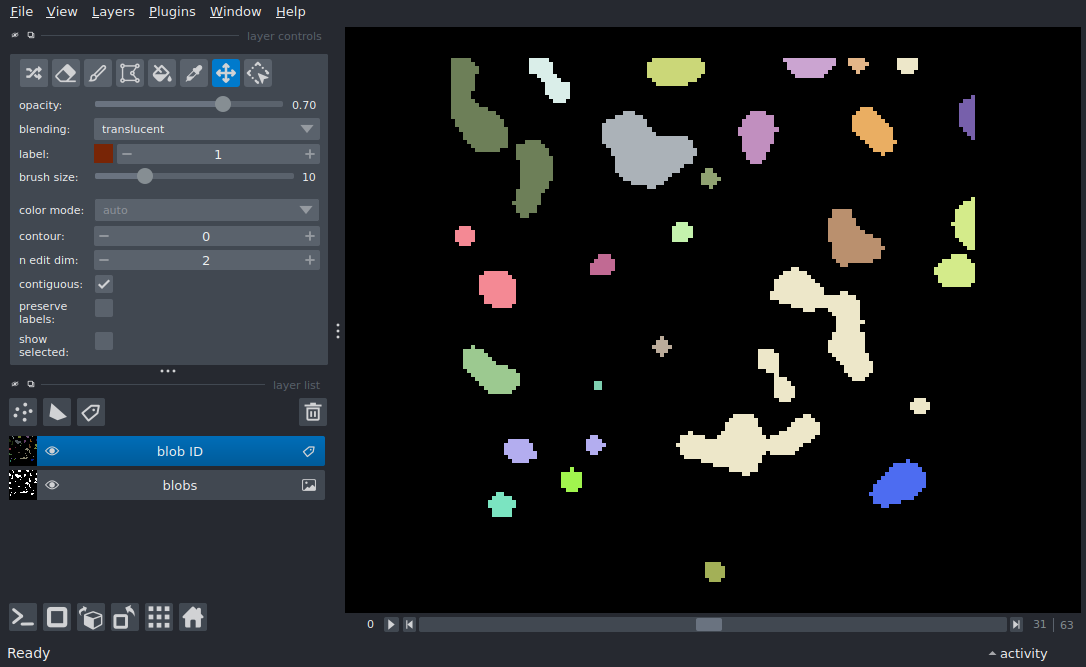 File View Layers Plugins Window Help
layer controls
opacity: 0.70
blending: translucent
label: 1
brush size: 10
color mode: auto
contour: 0
n edit dim: 2
contiguous:
preserve
labels:
show
selected:
layer list
blob ID
blobs
0 31 63
Ready activity